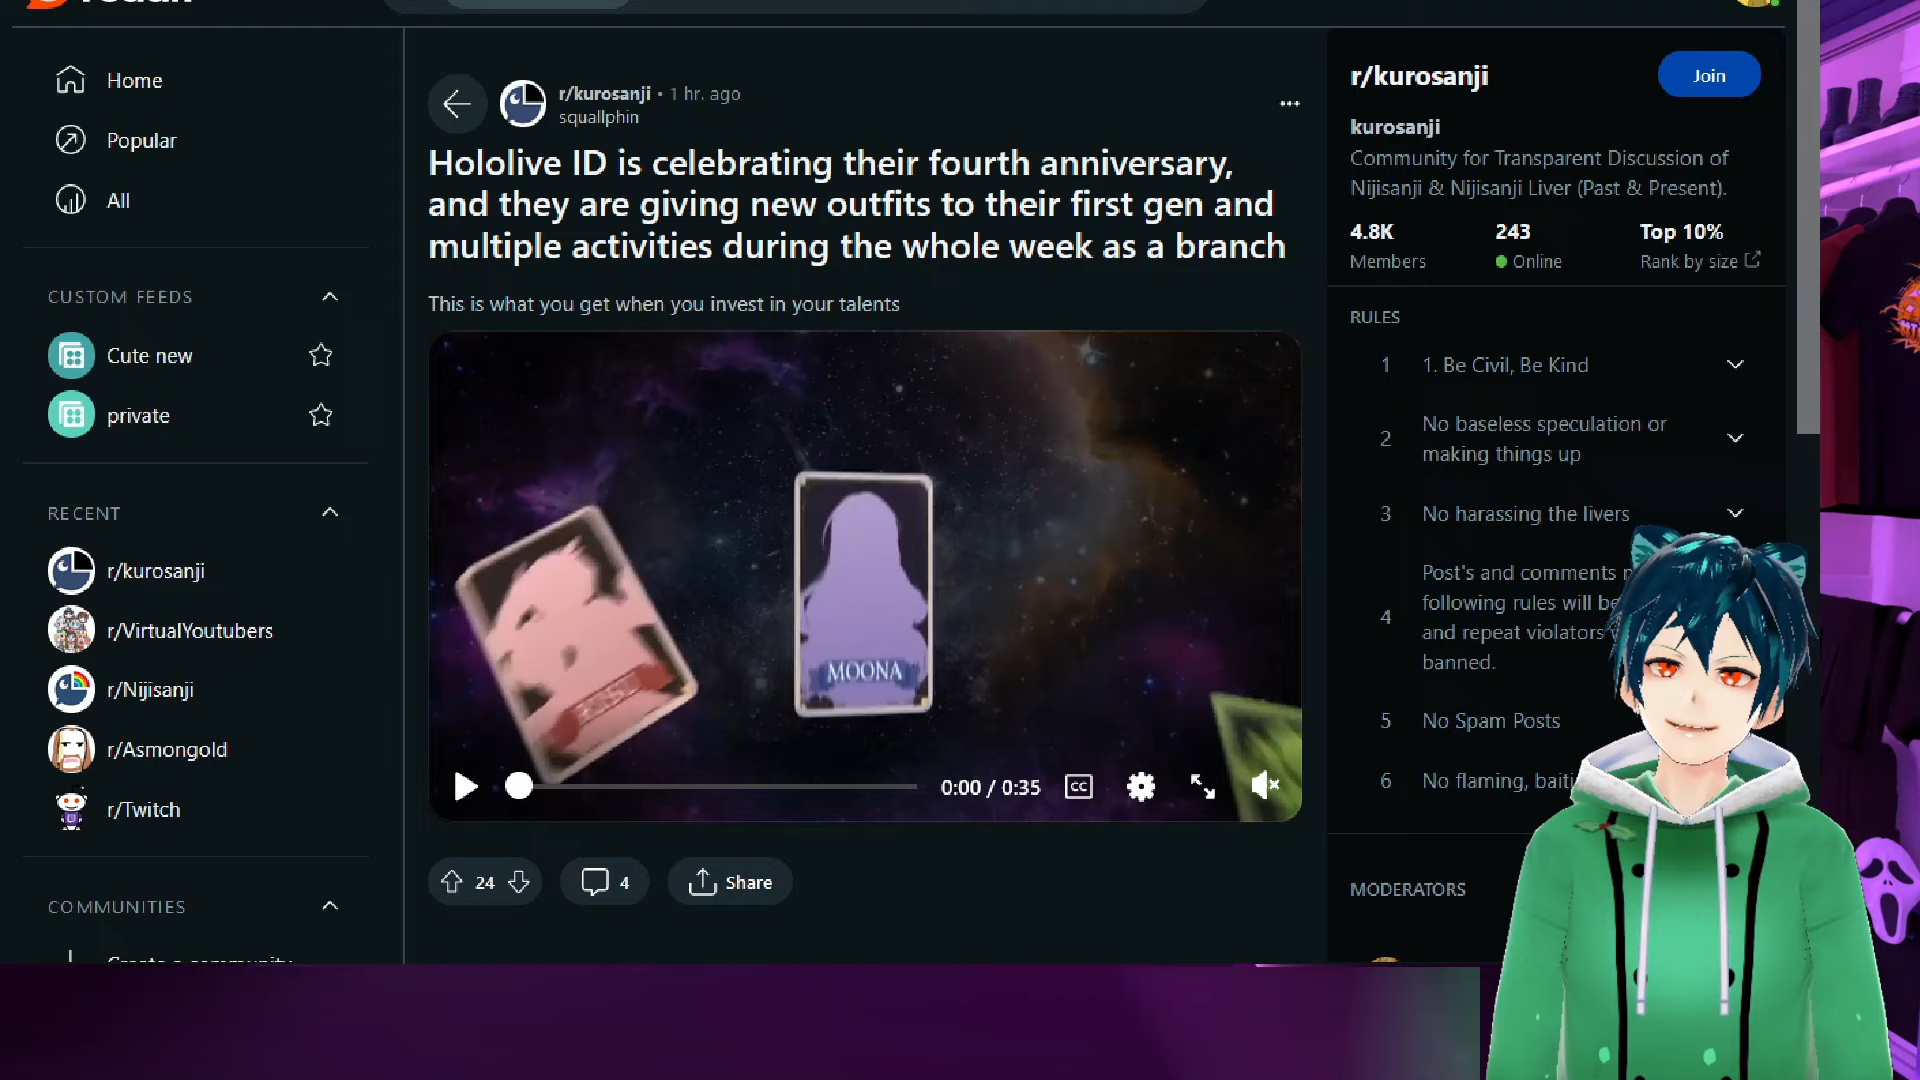 Home
Popular
All
CUSTOM FEEDS
Cute new
private
RECENT
r/kurosanji
r/VirtualYoutubers
r/Nijisanji
r/Asmongold
r/Twitch
COMMUNITIES
Create a community
r/kurosanji • 1 hr. ago
squallphin
Hololive ID is celebrating their fourth anniversary,
and they are giving new outfits to their first gen and
multiple activities during the whole week as a branch
This is what you get when you invest in your talents
MOONA
0:00 / 0:35
CC
24
4
Share
r/kurosanji
Join
kurosanji
Community for Transparent Discussion of
Nijisanji & Nijisanji Liver (Past & Present).
4.8K
243
Top 10%
Members
Online
Rank by size
RULES
1
1. Be Civil, Be Kind
2
No baseless speculation or
making things up
3
No harassing the livers
4
Post's and comments
following rules will be
and repeat violators
banned.
5
No Spam Posts
6
No flaming, baiti
MODERATORS